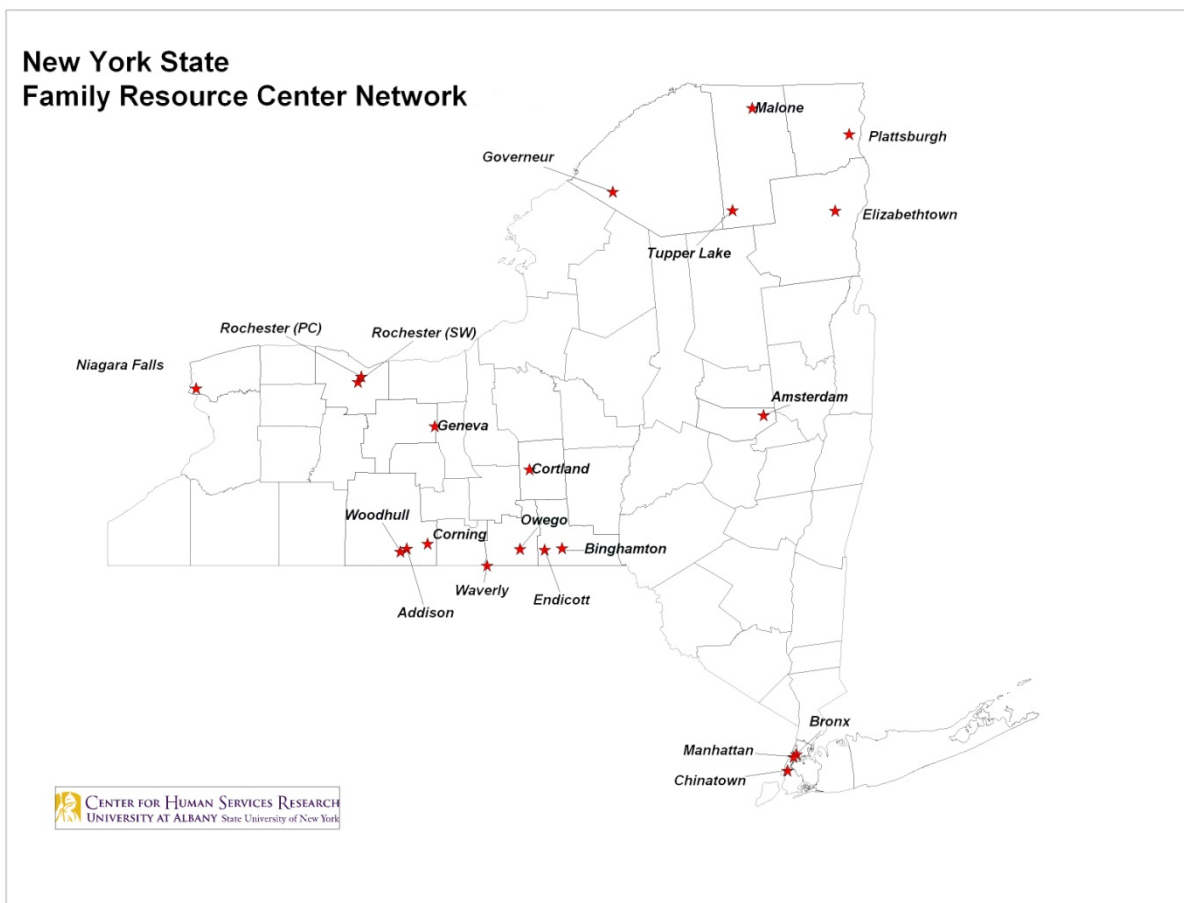 New York State
Family Resource Center Network
Malone
Plattsburgh
Governeur
Elizabethtown
Tupper Lake
Rochester (PC)
Rochester (SW)
Niagara Falls
Amsterdam
Geneva
Cortland
Woodhull
Owego
Corning
Binghamton
Waverly
Endicott
Addison
Bronx
Manhattan
Chinatown
CENTER FOR HUMAN SERVICES RESEARCH
UNIVERSITY AT ALBANY State University of New York